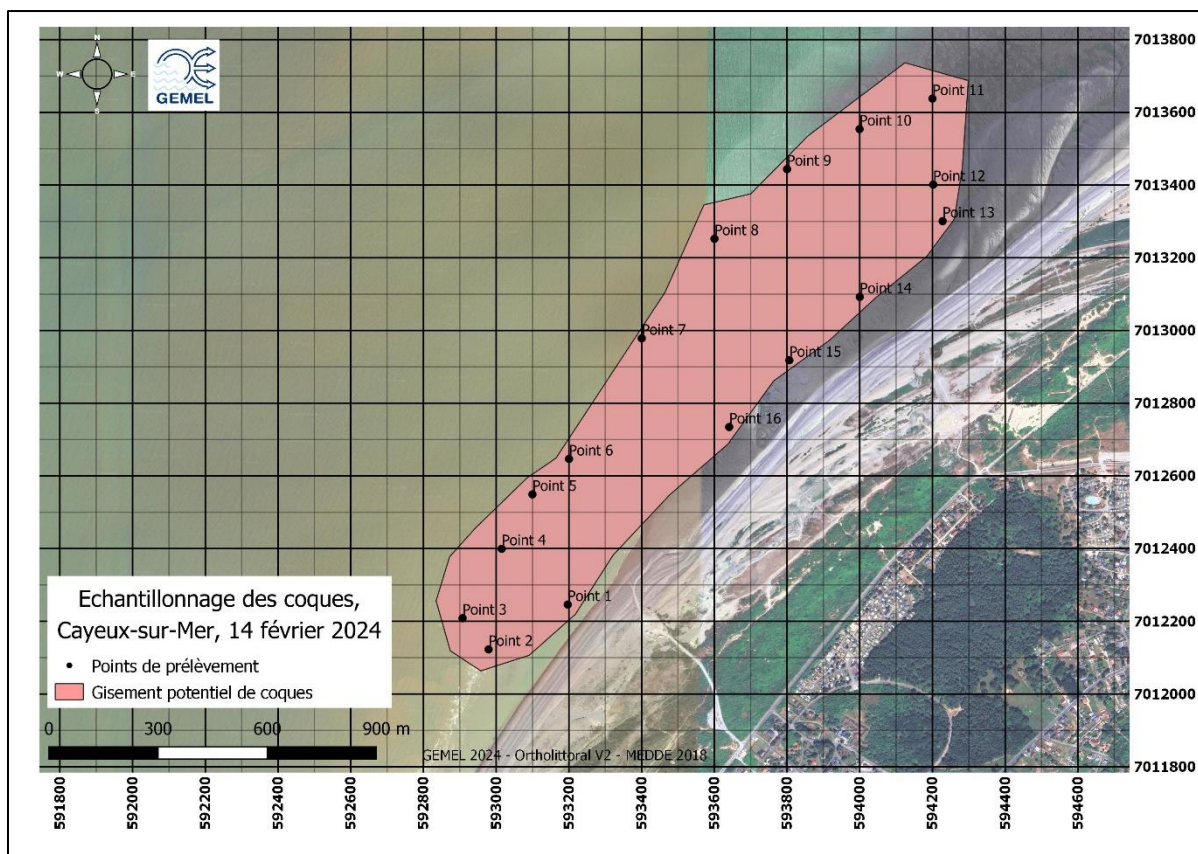 N
W
E
S
GEMEL
7013800
7013600
7013400
7013200
7013000
7012800
7012600
7012400
7012200
7012000
7011800
Point 11
Point 10
Point 9
Point 12
Point 13
Point 8
Point 14
Point 7
Point 15
Point 16
Point 6
Point 5
Point 4
Point 1
Point 3
Point 2
Echantillonnage des coques,
Cayeux-sur-Mer, 14 février 2024
Points de prélèvement
Gisement potentiel de coques
0 300 600 900 m
GEMEL 2024 - Ortholittoral V2 - MEDDE 2018
591800
592000
592200
592400
592600
592800
593000
593200
593400
593600
593800
594000
594200
594400
594600